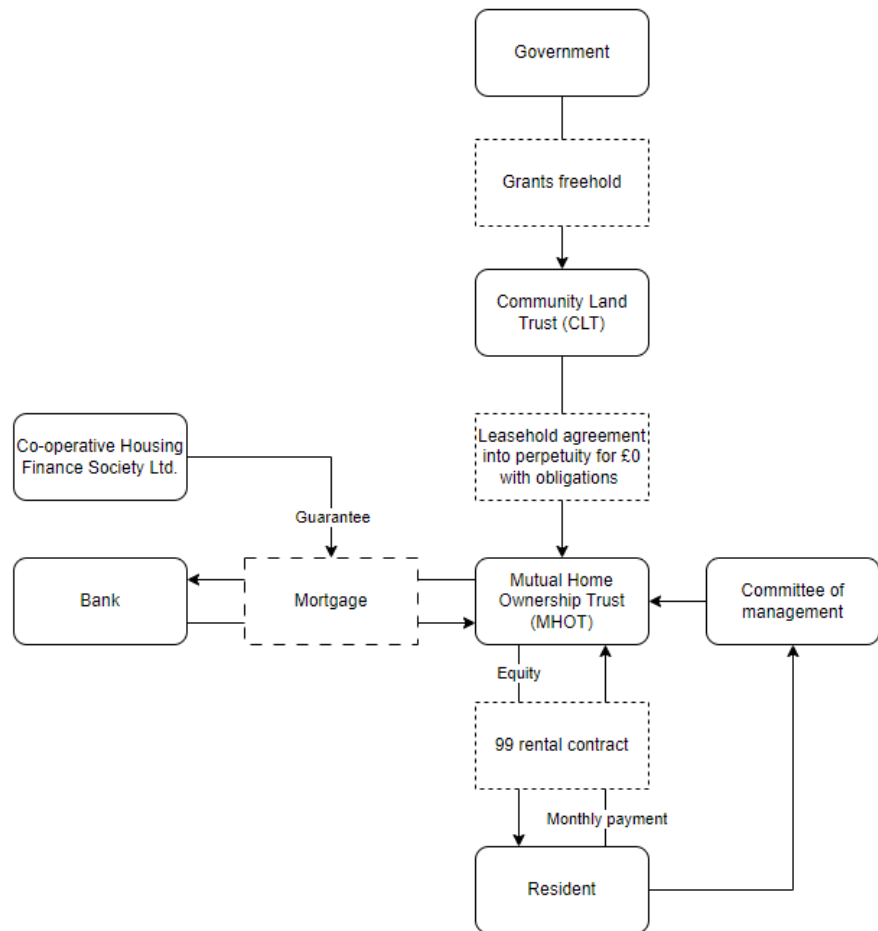 Government
Grants freehold
Community Land
Trust (CLT)
Leasehold agreement
into perpetuity for £0
with obligations
Co-operative Housing
Finance Society Ltd.
Guarantee
Bank
Mortgage
Mutual Home
Ownership Trust
(MHOT)
Committee of
management
Equity
99 rental contract
Monthly payment
Resident